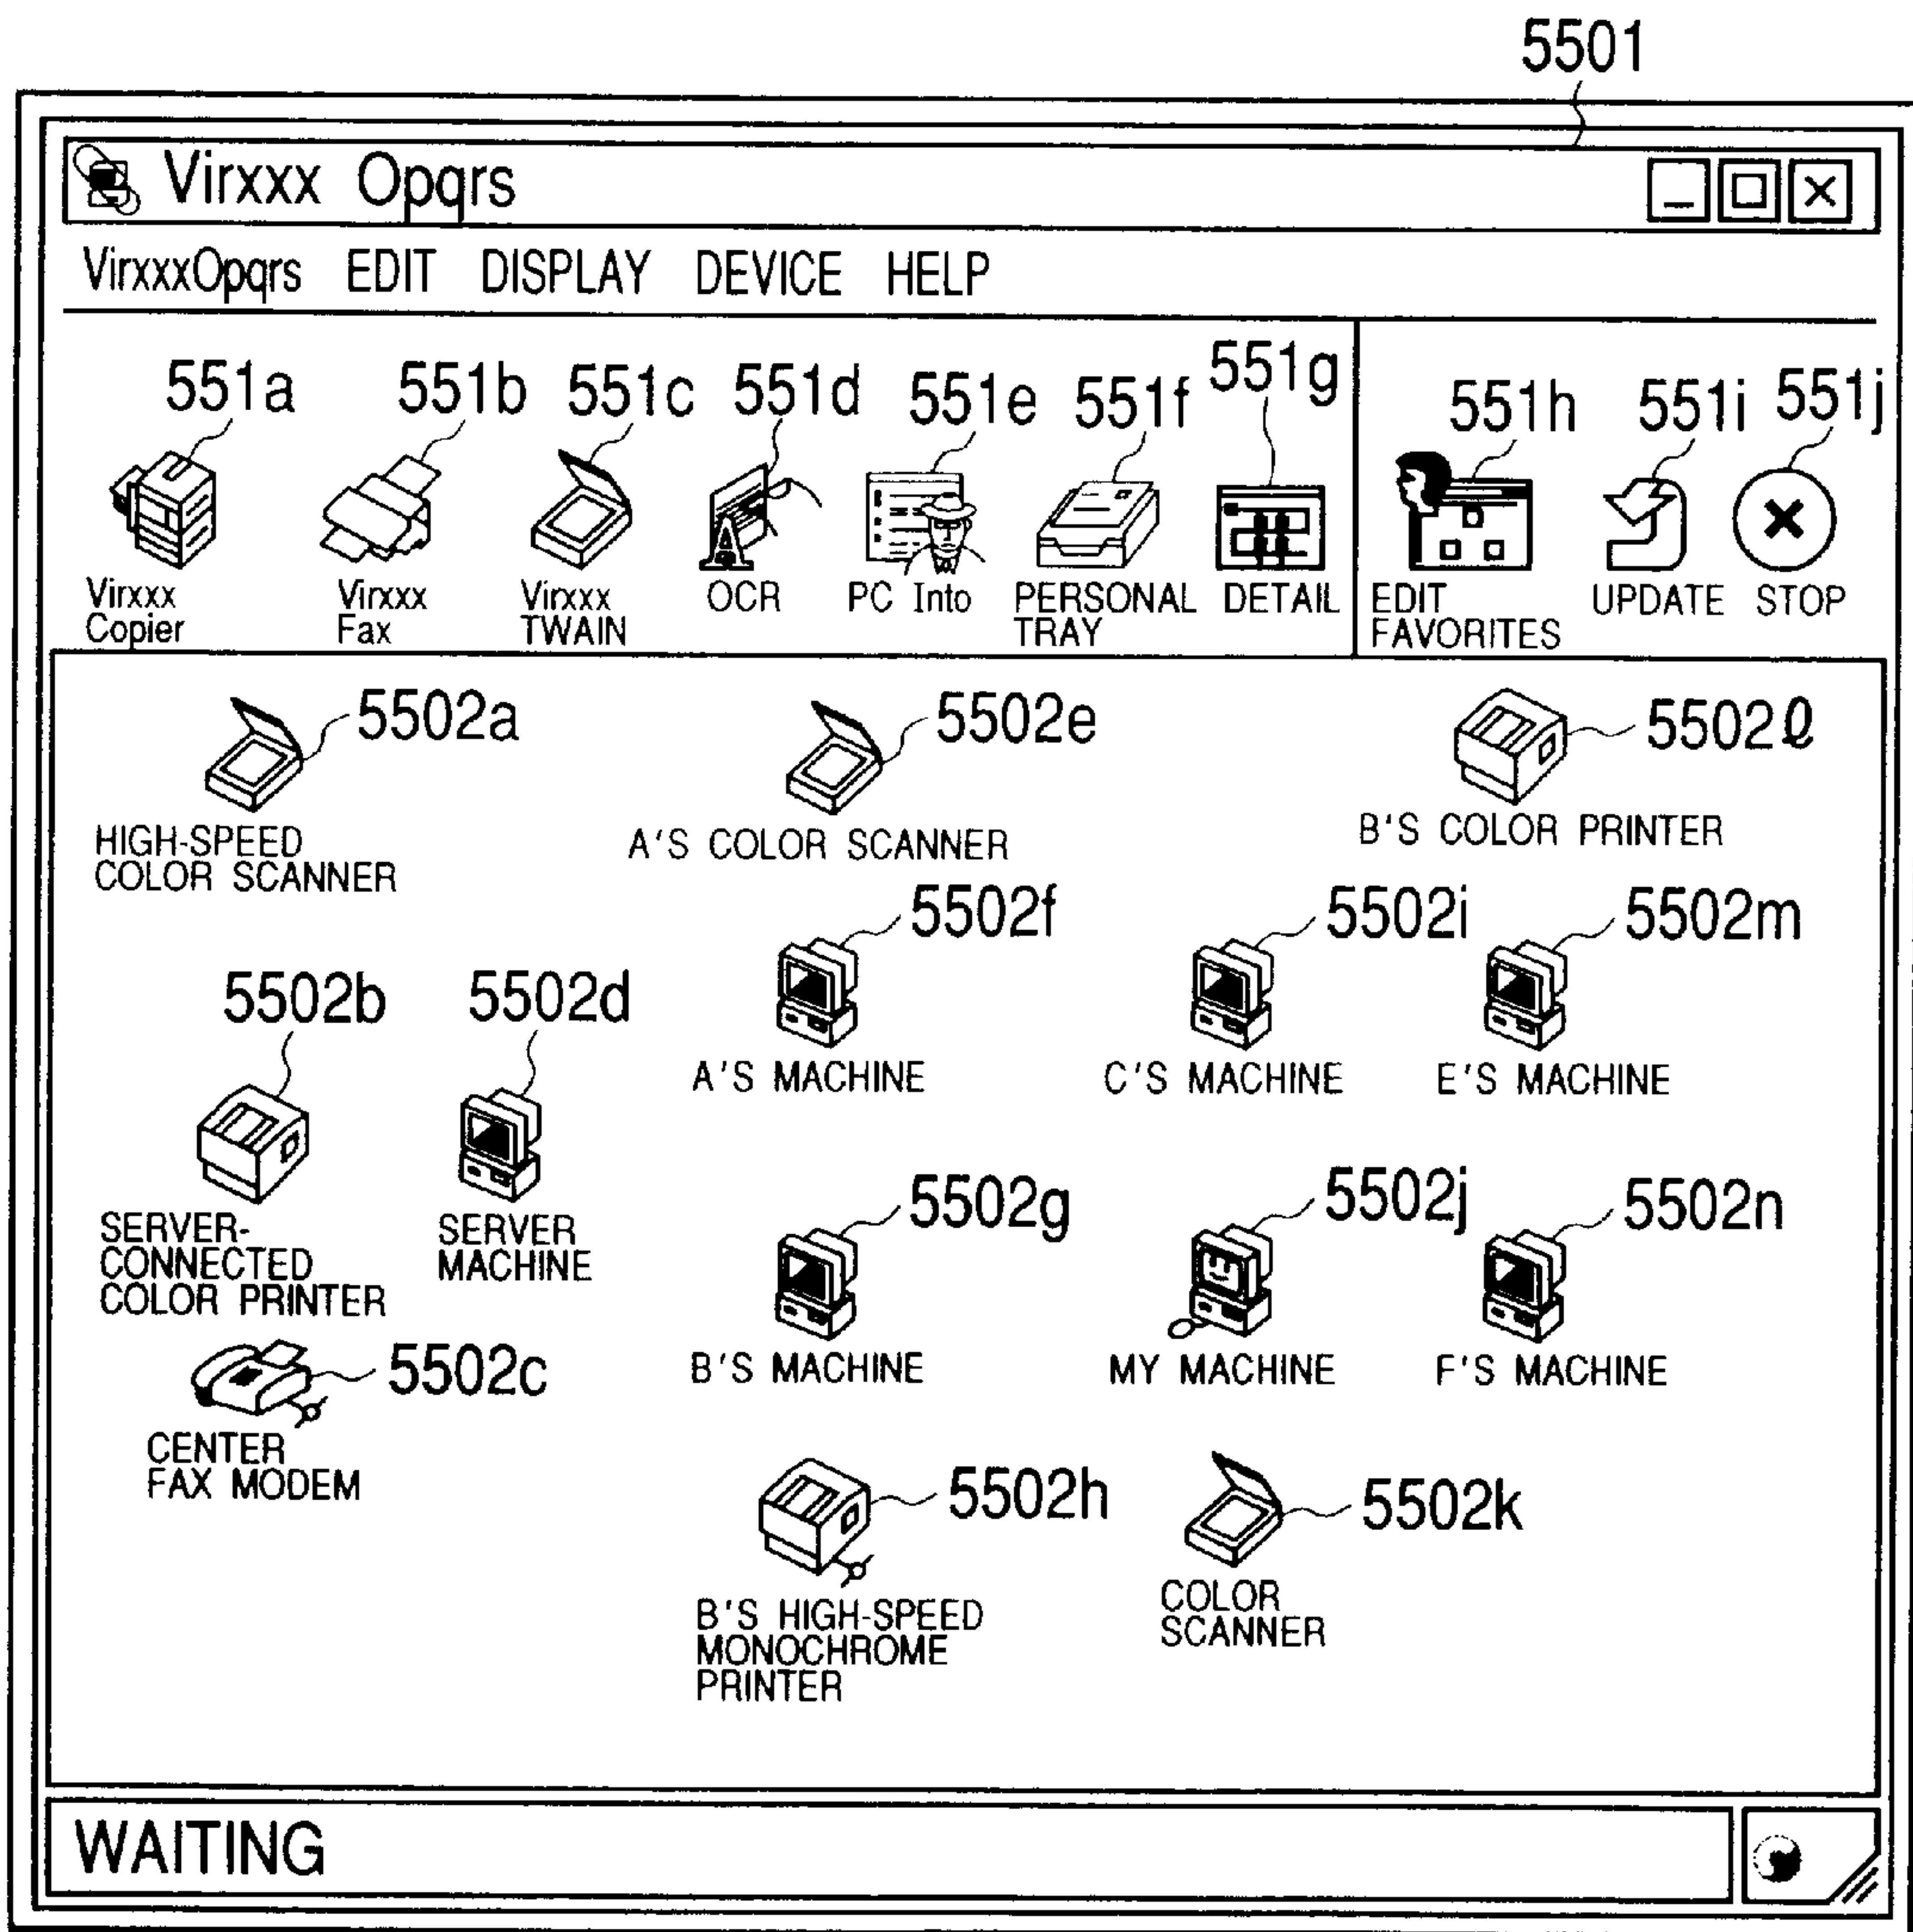 5501
Virxxx Opqrs
VirxxxOpqrs EDIT DISPLAY DEVICE HELP
551a 551b 551c 551d 551e 551f 551g 551h 551i 551j
Virxxx
Copier
Virxxx
Fax
Virxxx
TWAIN
OCR
PC Into
PERSONAL
TRAY
DETAIL
EDIT
FAVORITES
UPDATE
STOP
5502a
HIGH-SPEED
COLOR SCANNER
5502e
A'S COLOR SCANNER
5502ℓ
B'S COLOR PRINTER
5502f
A'S MACHINE
5502i
C'S MACHINE
5502m
E'S MACHINE
5502b
SERVER-
CONNECTED
COLOR PRINTER
5502d
SERVER
MACHINE
5502g
B'S MACHINE
5502j
MY MACHINE
5502n
F'S MACHINE
5502c
CENTER
FAX MODEM
5502h
B'S HIGH-SPEED
MONOCHROME
PRINTER
5502k
COLOR
SCANNER
WAITING